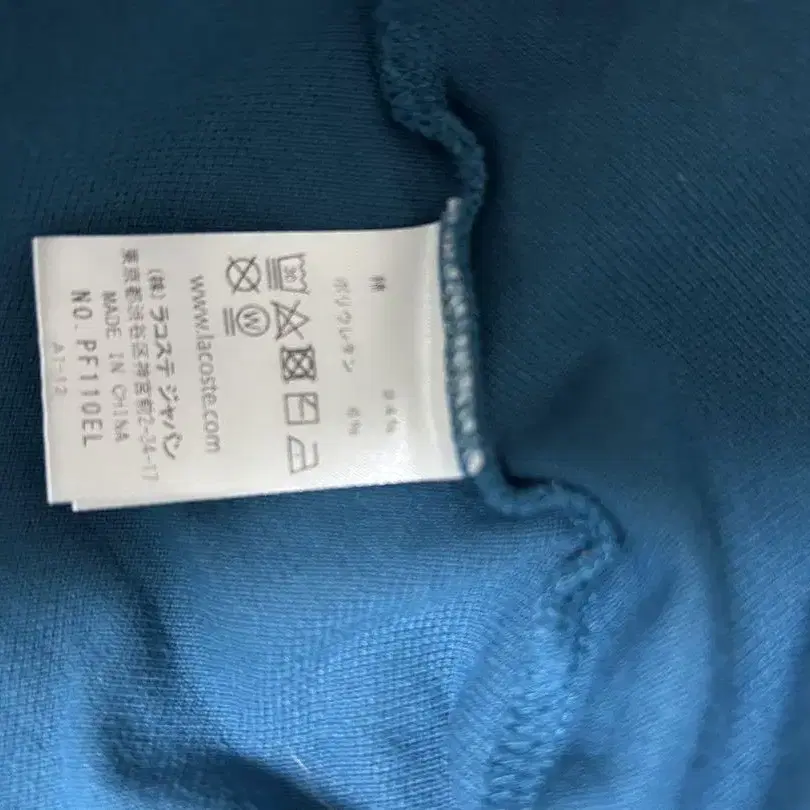 綿 94%
ポリウレタン 6%
30
W
www.lacoste.com
(株) ラコステ ジャパン
東京都渋谷区神宮前2-34-17
MADE IN CHINA
NO. PF110EL
A1-12